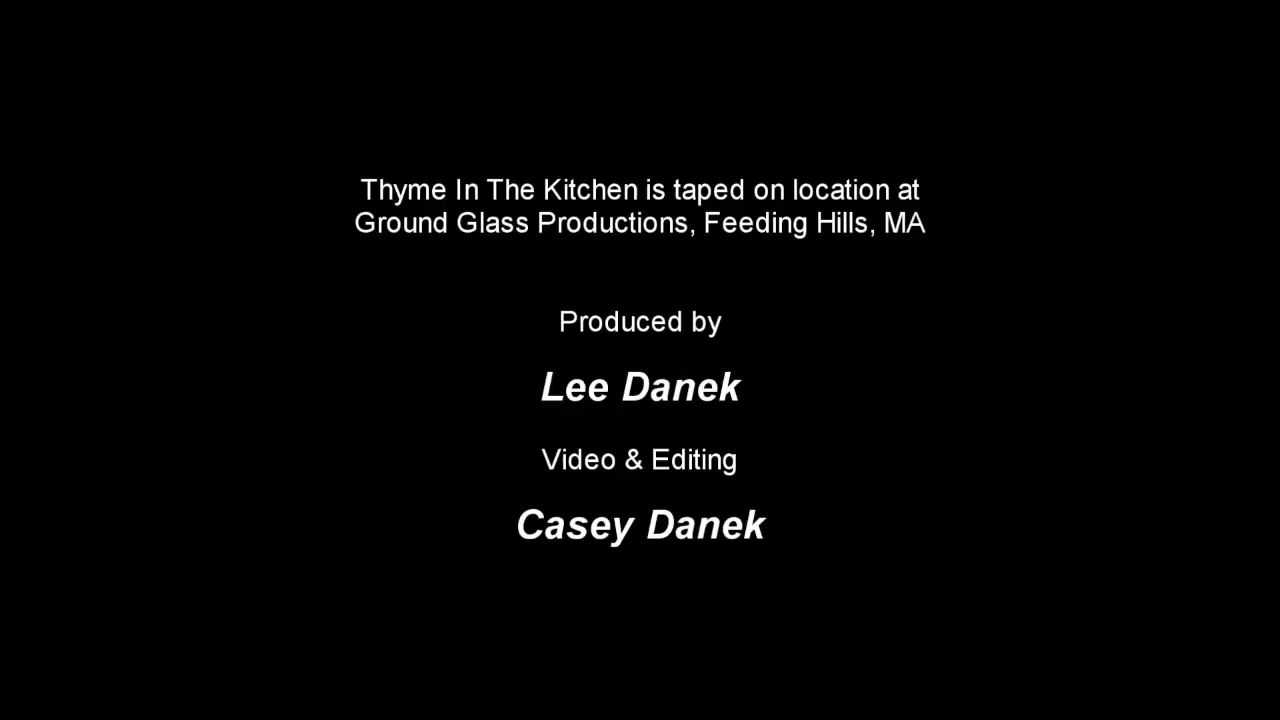 Thyme In The Kitchen is taped on location at
Ground Glass Productions, Feeding Hills, MA
Produced by
Lee Danek
Video & Editing
Casey Danek